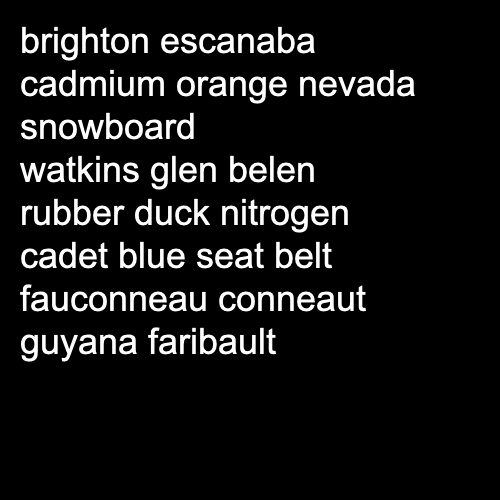 brighton escanaba
cadmium orange nevada
snowboard
watkins glen belen
rubber duck nitrogen
cadet blue seat belt
fauconneau conneaut
guyana faribault